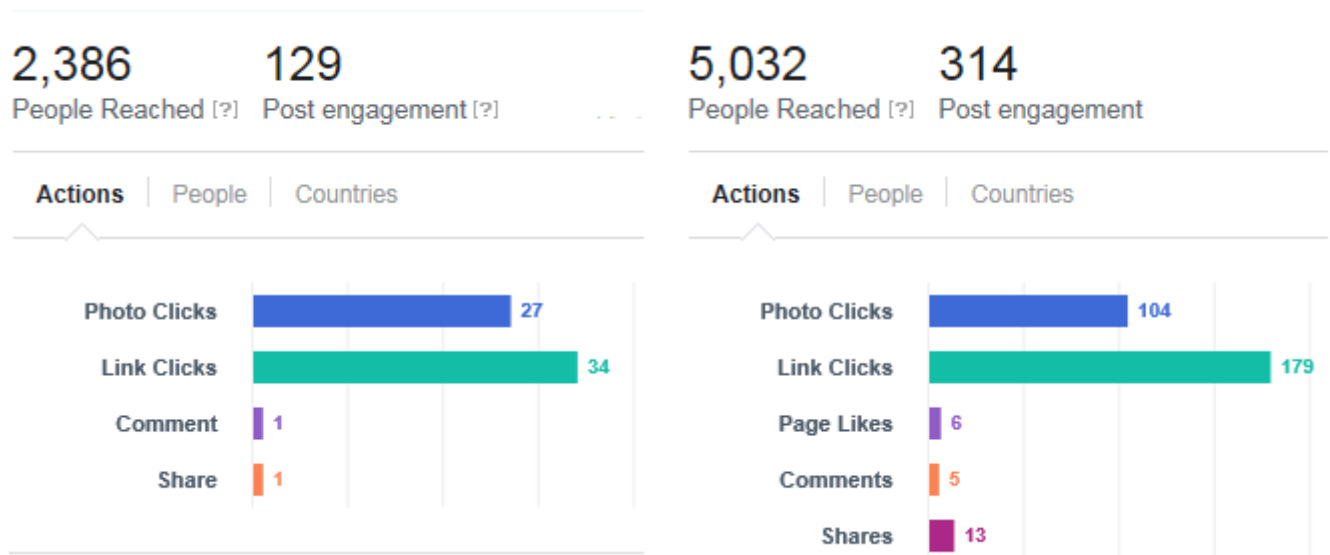 2,386 129
People Reached [?] Post engagement [?]
Actions People Countries
Photo Clicks 27
Link Clicks 34
Comment 1
Share 1
5,032 314
People Reached [?] Post engagement
Actions People Countries
Photo Clicks 104
Link Clicks 179
Page Likes 6
Comments 5
Shares 13